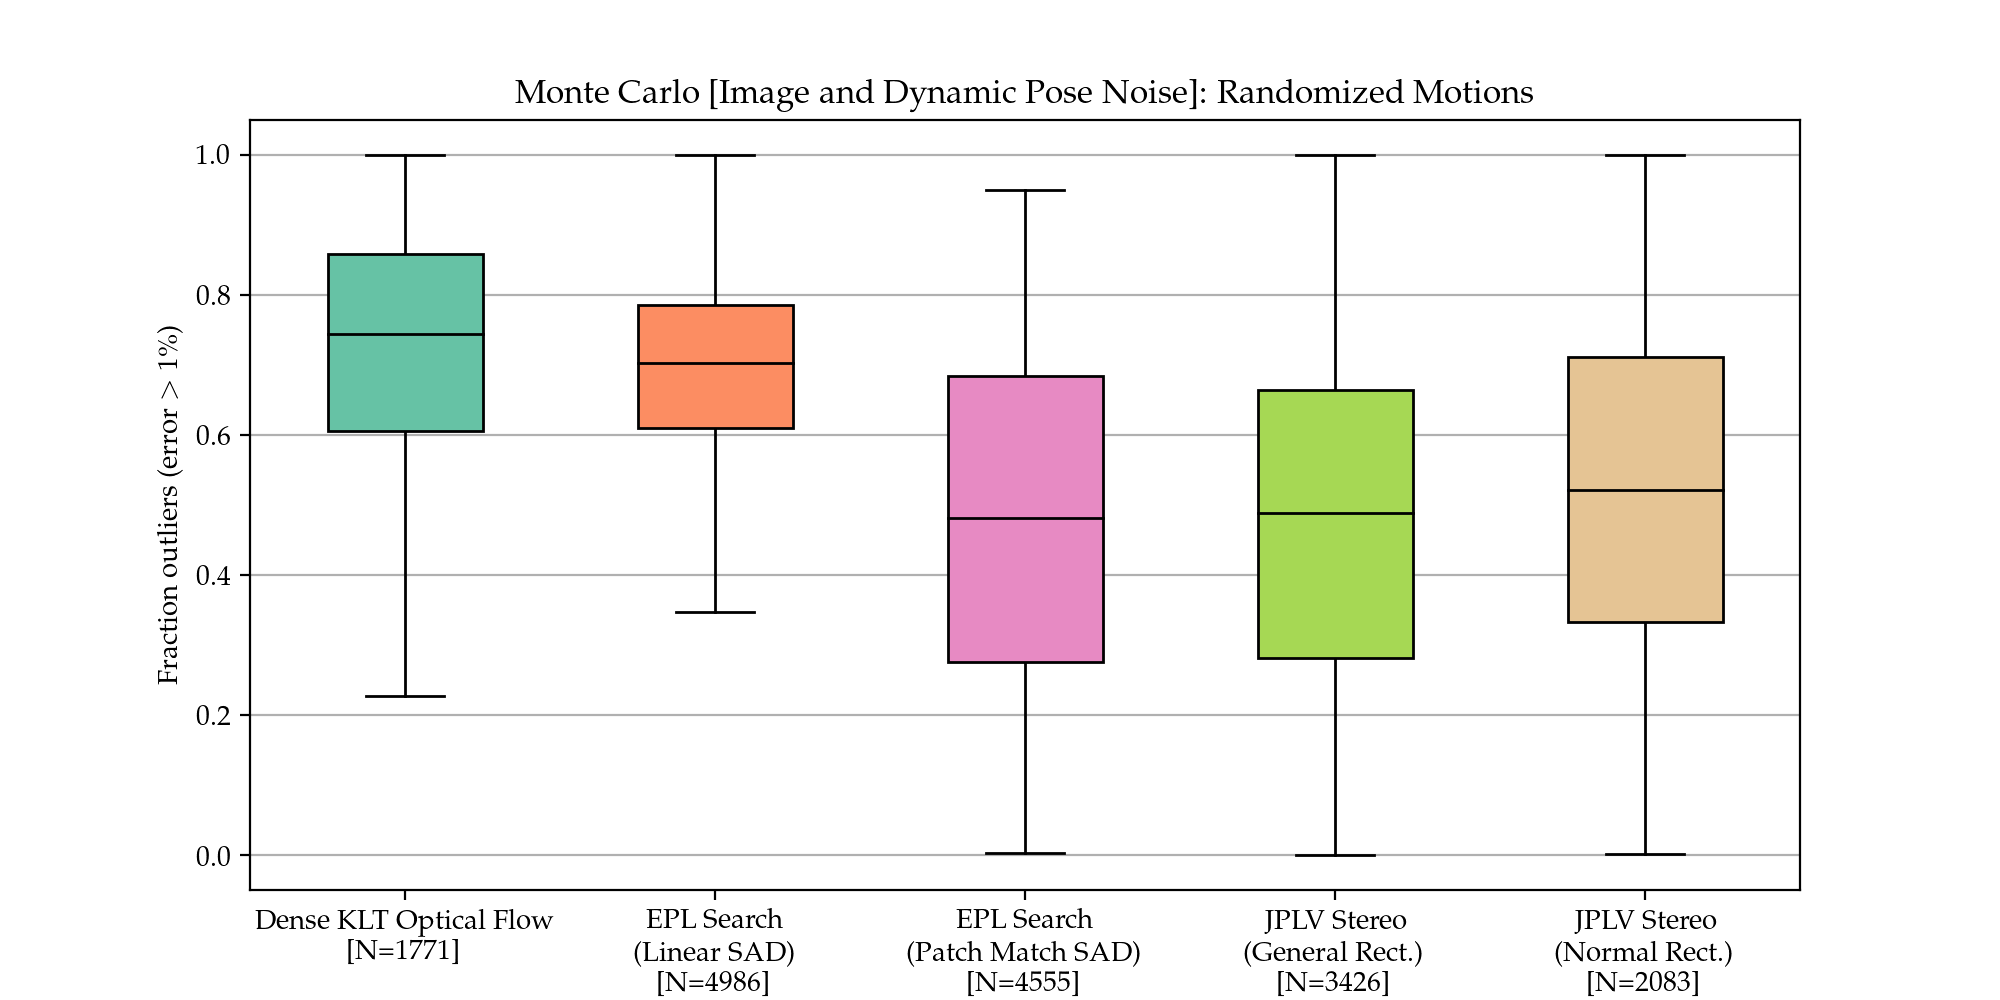 Monte Carlo [Image and Dynamic Pose Noise]: Randomized Motions
Fraction outliers (error > 1%)
1.0
0.8
0.6
0.4
0.2
0.0
Dense KLT Optical Flow
[N=1771]
EPL Search
(Linear SAD)
[N=4986]
EPL Search
(Patch Match SAD)
[N=4555]
JPLV Stereo
(General Rect.)
[N=3426]
JPLV Stereo
(Normal Rect.)
[N=2083]